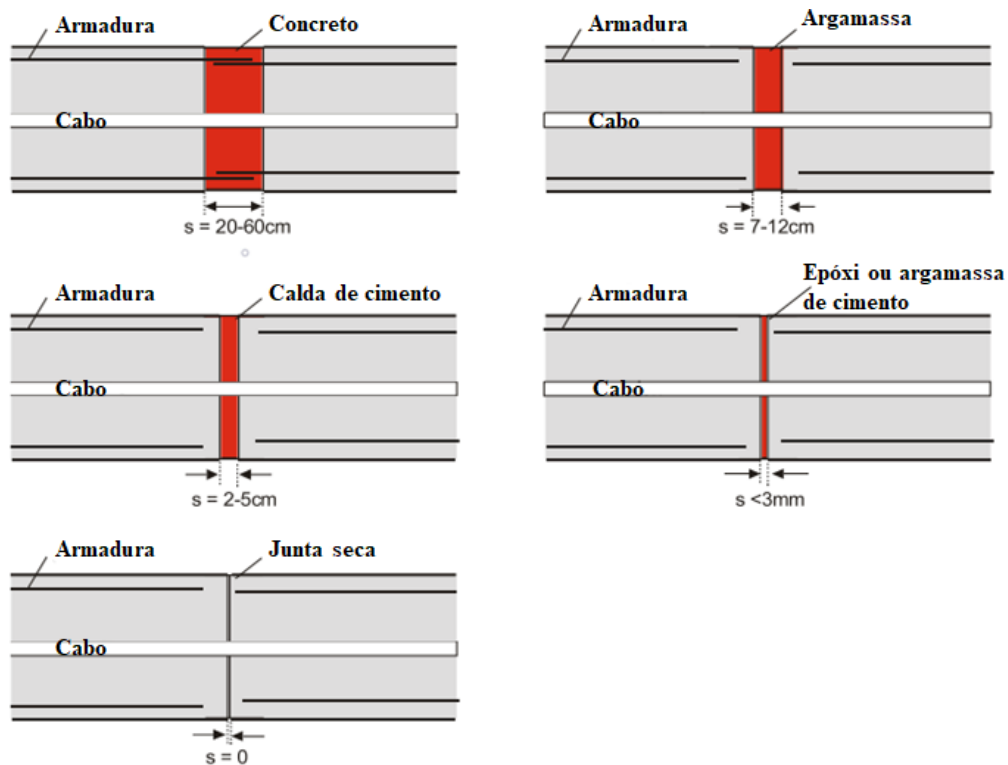 Armadura
Concreto
Cabo
s = 20-60cm
Armadura
Argamassa
Cabo
s = 7-12cm
Armadura
Calda de cimento
Cabo
s = 2-5cm
Armadura
Epóxi ou argamassa
de cimento
Cabo
s <3mm
Armadura
Junta seca
Cabo
s = 0